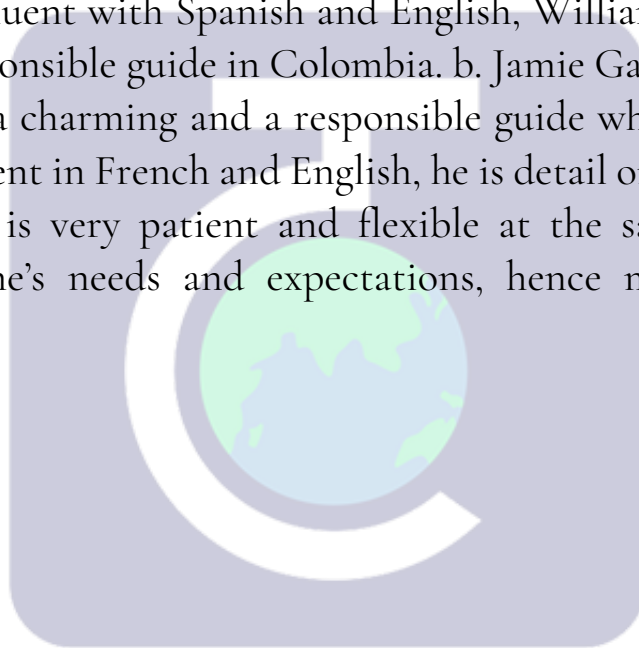 uent with Spanish and English, Willia
onsible guide in Colombia. b. Jamie Ga
a charming and a responsible guide wh
ent in French and English, he is detail o
is very patient and flexible at the sa
ne’s needs and expectations, hence